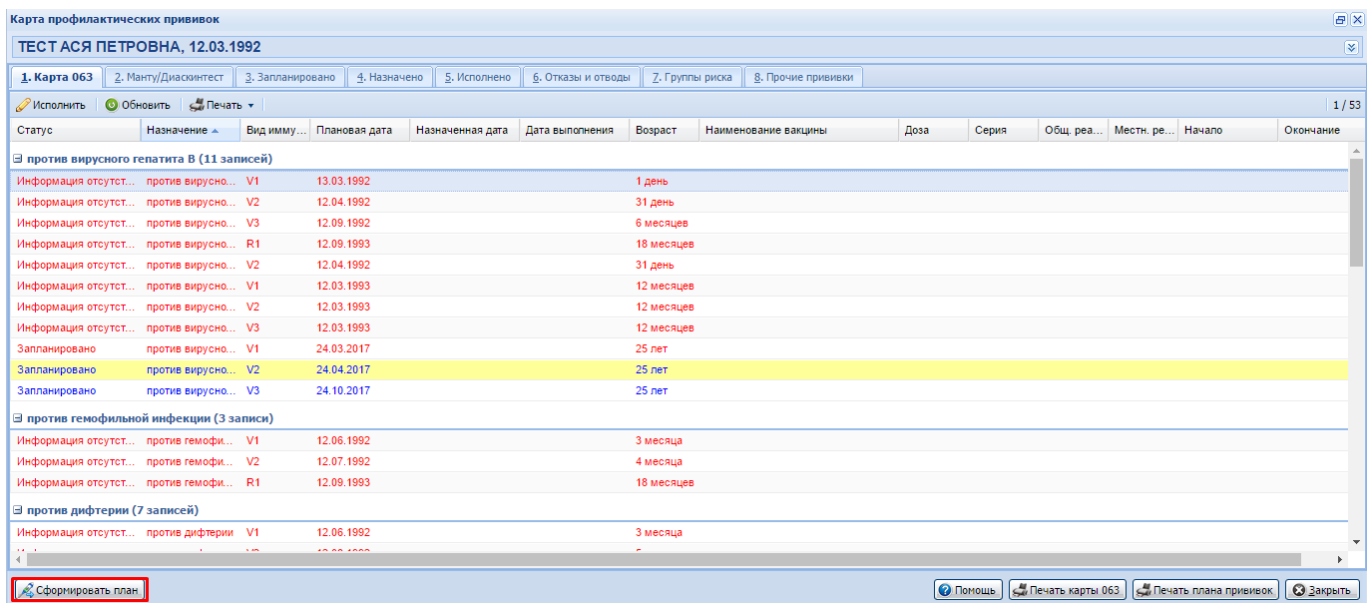 Карта профилактических прививок
ТЕСТ АСЯ ПЕТРОВНА, 12.03.1992
1. Карта 063 2. Манту/Диаскинтест 3. Запланировано 4. Назначено 5. Исполнено 6. Отказы и отводы 7. Группы риска 8. Прочие прививки
Исполнить Обновить Печать 1 / 53
Статус Назначение Вид имму... Плановая дата Назначенная дата Дата выполнения Возраст Наименование вакцины Доза Серия Общ. реа... Местн. ре... Начало Окончание
против вирусного гепатита B (11 записей)
Информация отсутст... против вирусно... V1 13.03.1992 1 день
Информация отсутст... против вирусно... V2 12.04.1992 31 день
Информация отсутст... против вирусно... V3 12.09.1992 6 месяцев
Информация отсутст... против вирусно... R1 12.09.1993 18 месяцев
Информация отсутст... против вирусно... V2 12.04.1992 31 день
Информация отсутст... против вирусно... V1 12.03.1993 12 месяцев
Информация отсутст... против вирусно... V2 12.03.1993 12 месяцев
Информация отсутст... против вирусно... V3 12.03.1993 12 месяцев
Запланировано против вирусно... V1 24.03.2017 25 лет
Запланировано против вирусно... V2 24.04.2017 25 лет
Запланировано против вирусно... V3 24.10.2017 25 лет
против гемофильной инфекции (3 записи)
Информация отсутст... против гемофи... V1 12.06.1992 3 месяца
Информация отсутст... против гемофи... V2 12.07.1992 4 месяца
Информация отсутст... против гемофи... R1 12.09.1993 18 месяцев
против дифтерии (7 записей)
Информация отсутст... против дифтерии V1 12.06.1992 3 месяца
Сформировать план Помощь Печать карты 063 Печать плана прививок Закрыть